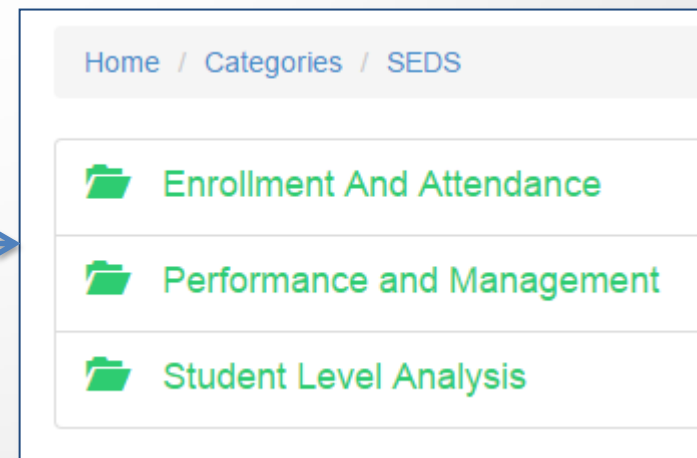 Home / Categories / SEDS
Enrollment And Attendance
Performance and Management
Student Level Analysis